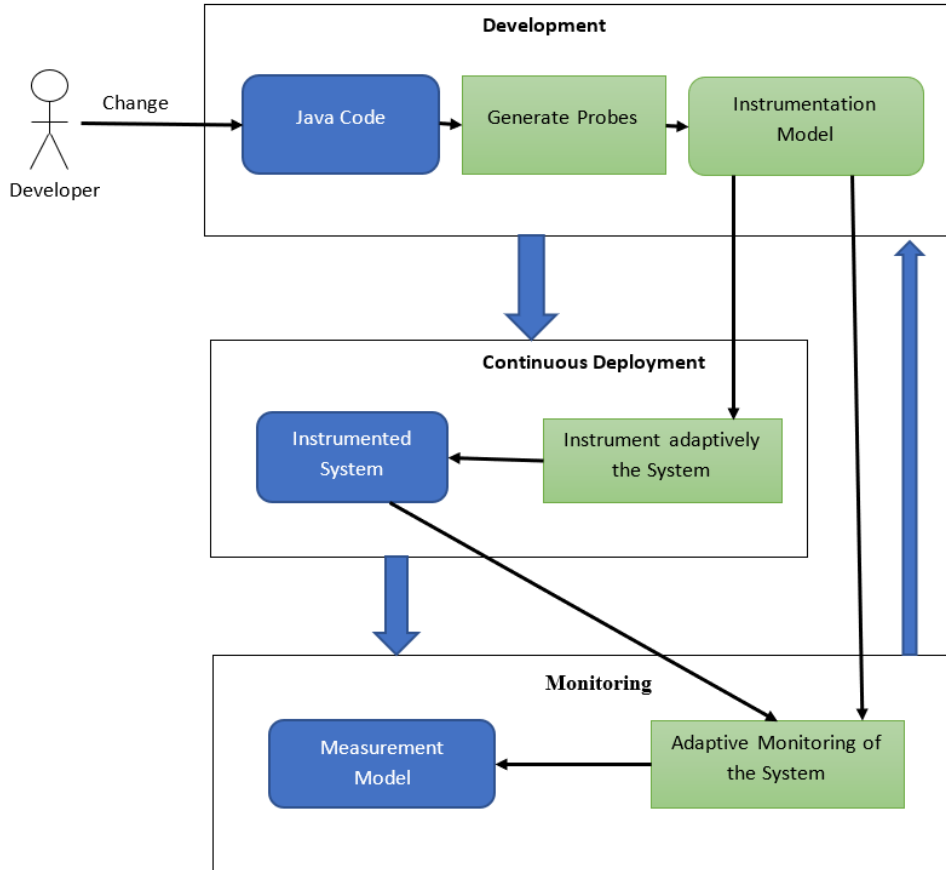 Development
Change
Java Code
Generate Probes
Instrumentation
Model
Developer
Continuous Deployment
Instrumented
System
Instrument adaptively
the System
Monitoring
Measurement
Model
Adaptive Monitoring of
the System